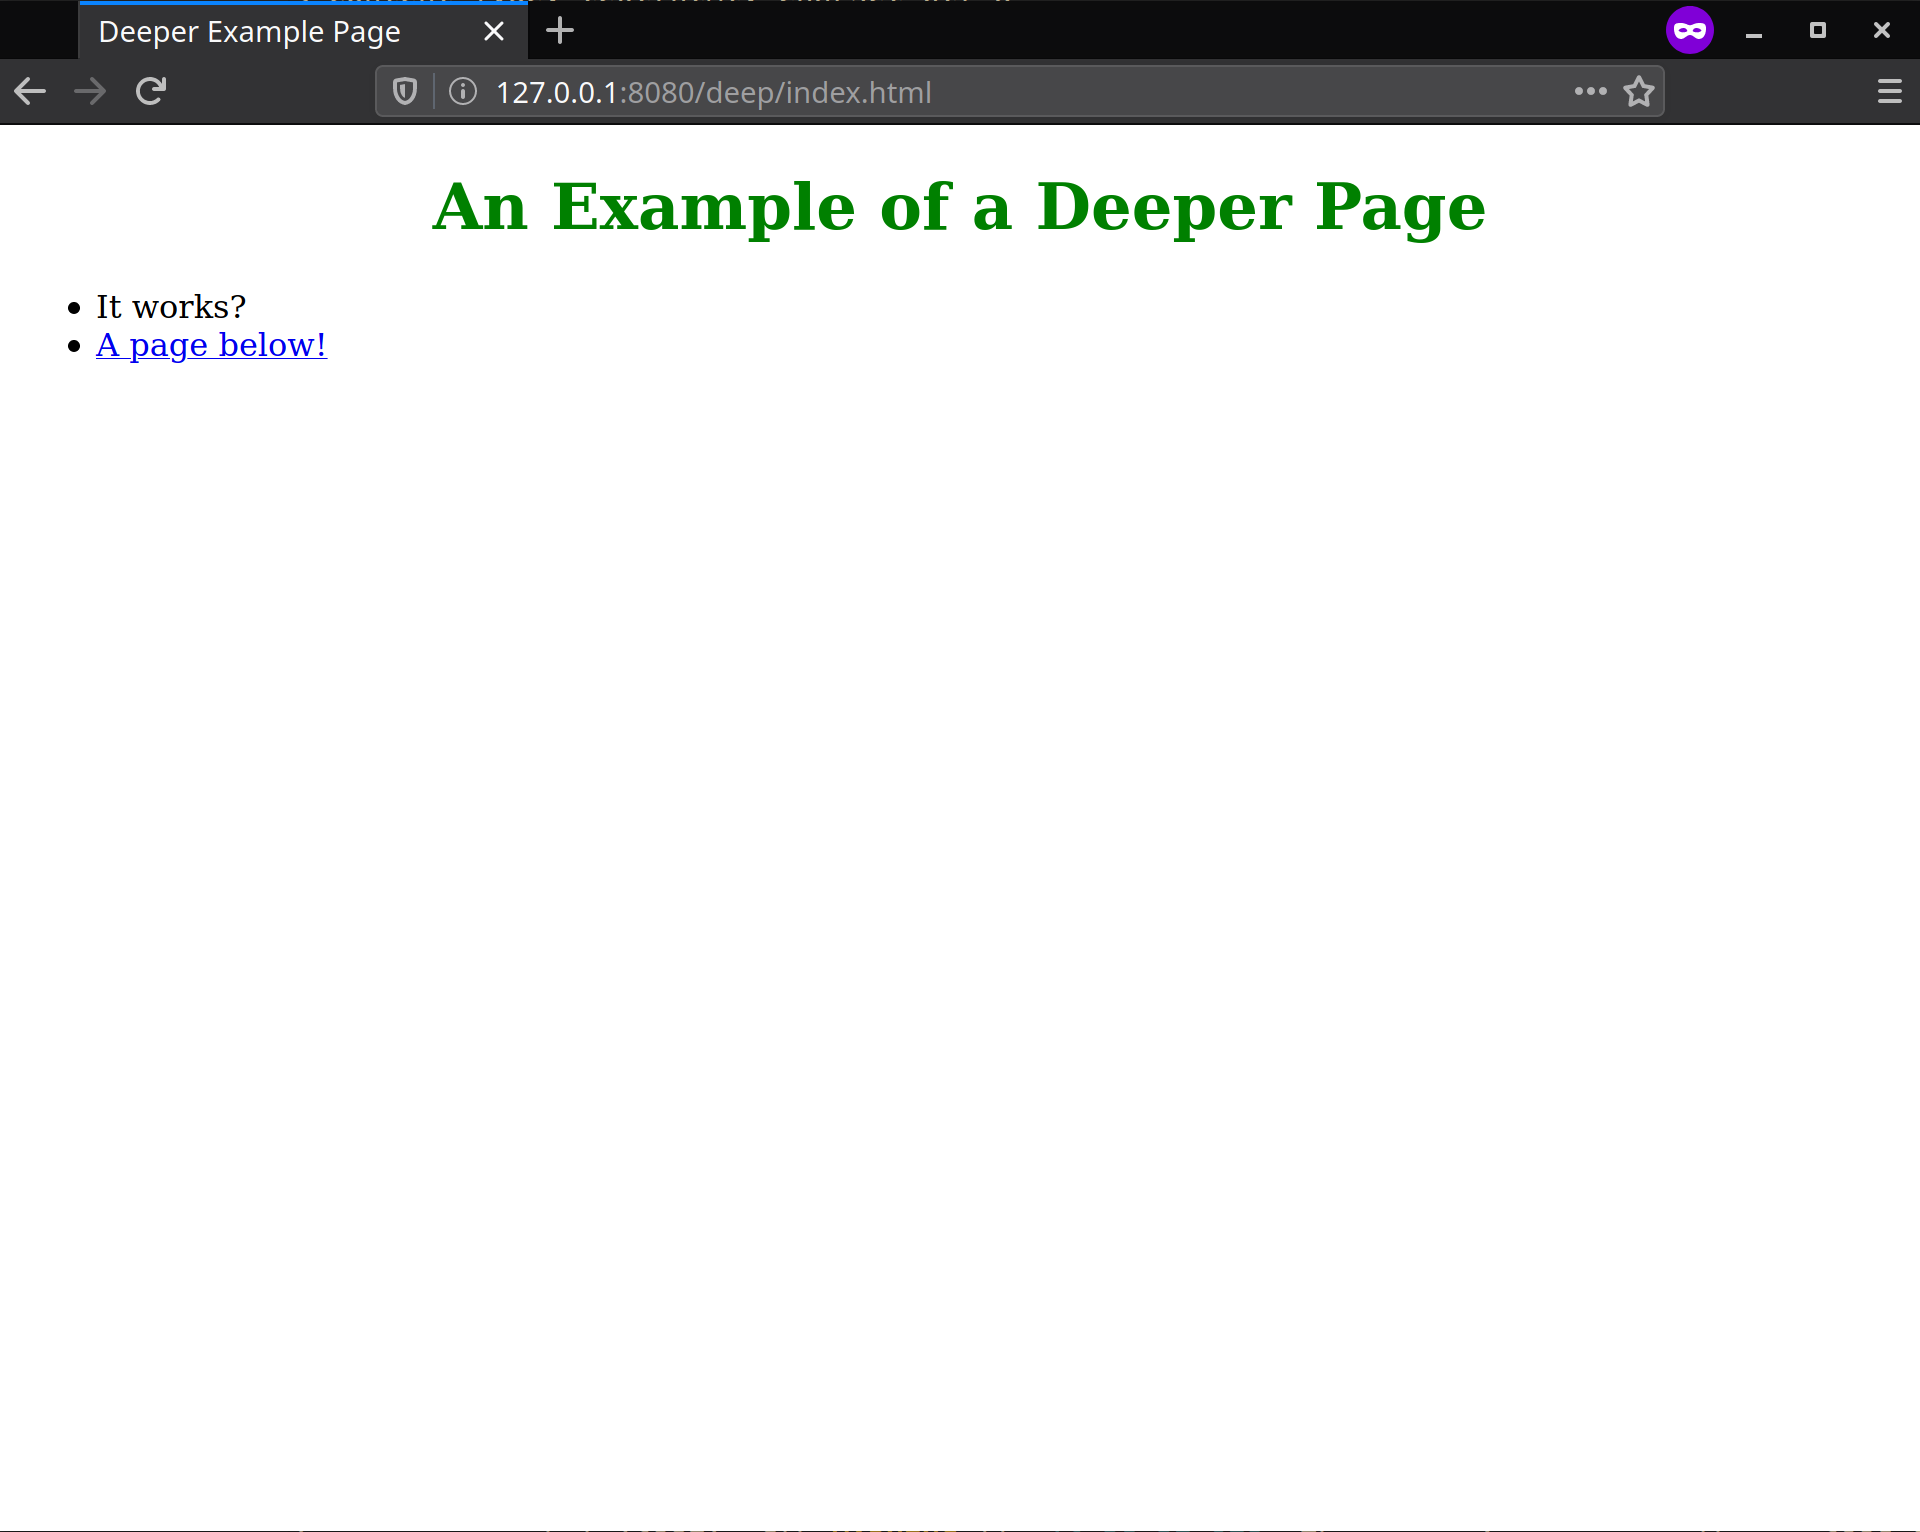 Deeper Example Page
127.0.0.1:8080/deep/index.html
An Example of a Deeper Page
It works?
A page below!